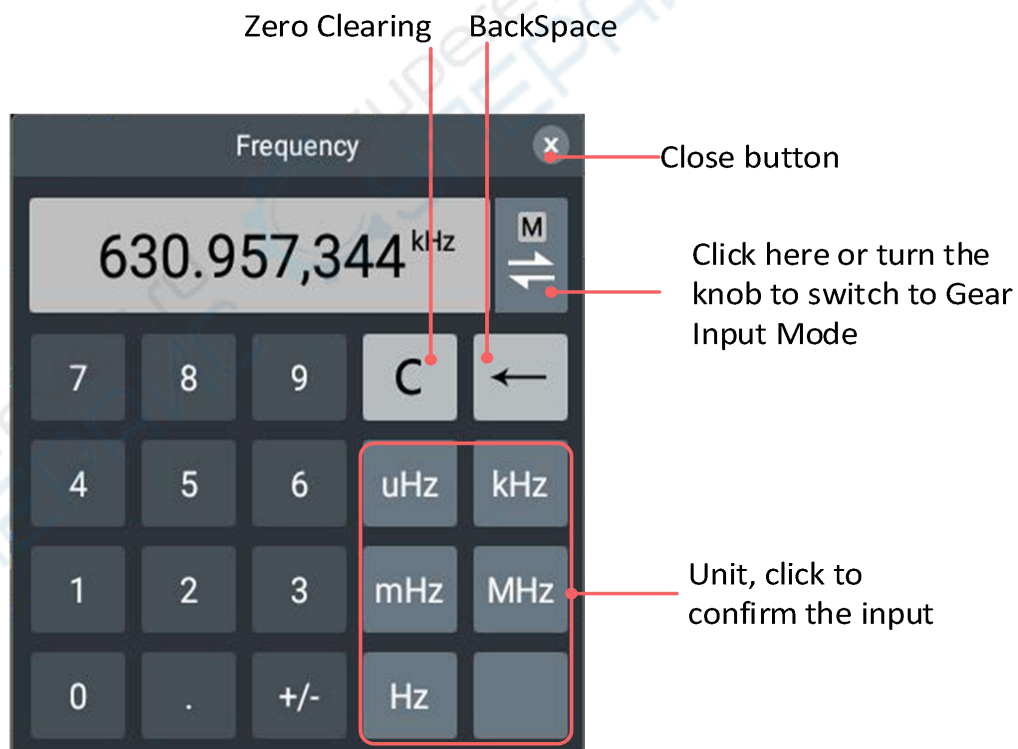 Zero Clearing BackSpace
Frequency x
Close button
630.957,344 kHz
M
Click here or turn the
knob to switch to Gear
Input Mode
7 8 9 C ←
4 5 6 uHz kHz
1 2 3 mHz MHz
Unit, click to
confirm the input
0 . +/- Hz